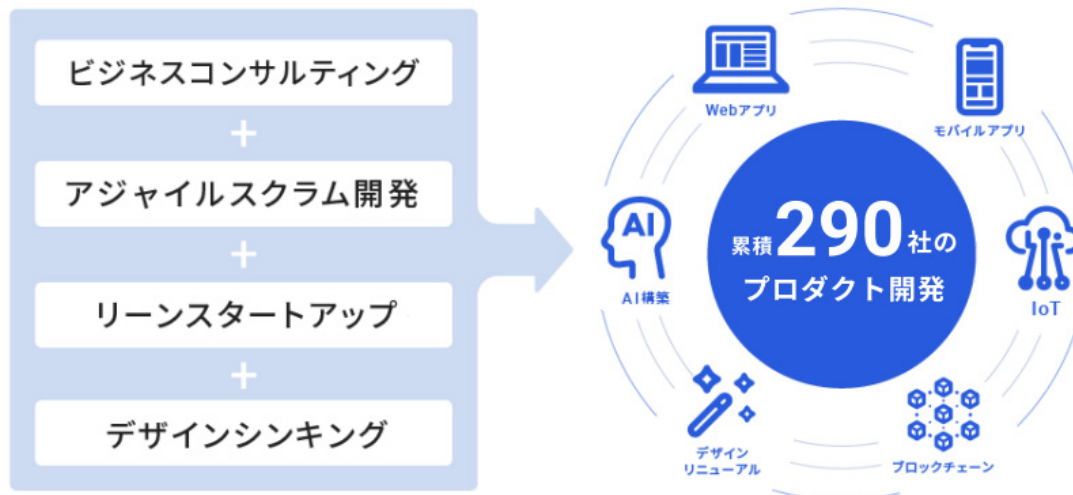 ビジネスコンサルティング
+
アジャイルスクラム開発
+
リーンスタートアップ
+
デザインシンキング
Webアプリ
モバイルアプリ
AI
AI構築
累積290社の
プロダクト開発
IoT
デザイン
リニューアル
ブロックチェーン